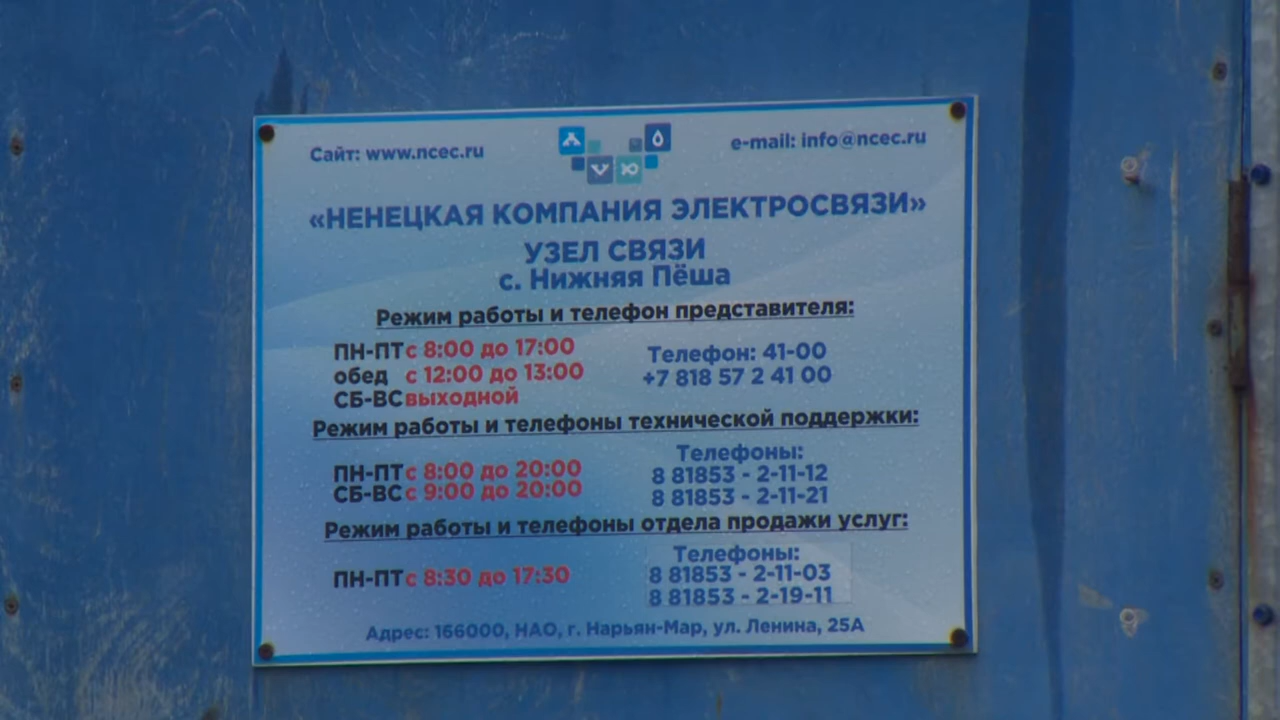 Сайт: www.ncec.ru
e-mail: info@ncec.ru
«НЕНЕЦКАЯ КОМПАНИЯ ЭЛЕКТРОСВЯЗИ»
УЗЕЛ СВЯЗИ
с. Нижняя Пёша
Режим работы и телефон представителя:
ПН-ПТ с 8:00 до 17:00
Телефон: 41-00
обед с 12:00 до 13:00
+7 818 57 2 41 00
СБ-ВС выходной
Режим работы и телефоны технической поддержки:
Телефоны:
ПН-ПТ с 8:00 до 20:00
8 81853 - 2-11-12
СБ-ВС с 9:00 до 20:00
8 81853 - 2-11-21
Режим работы и телефоны отдела продажи услуг:
Телефоны:
ПН-ПТ с 8:30 до 17:30
8 81853 - 2-11-03
8 81853 - 2-19-11
Адрес: 166000, НАО, г. Нарьян-Мар, ул. Ленина, 25А